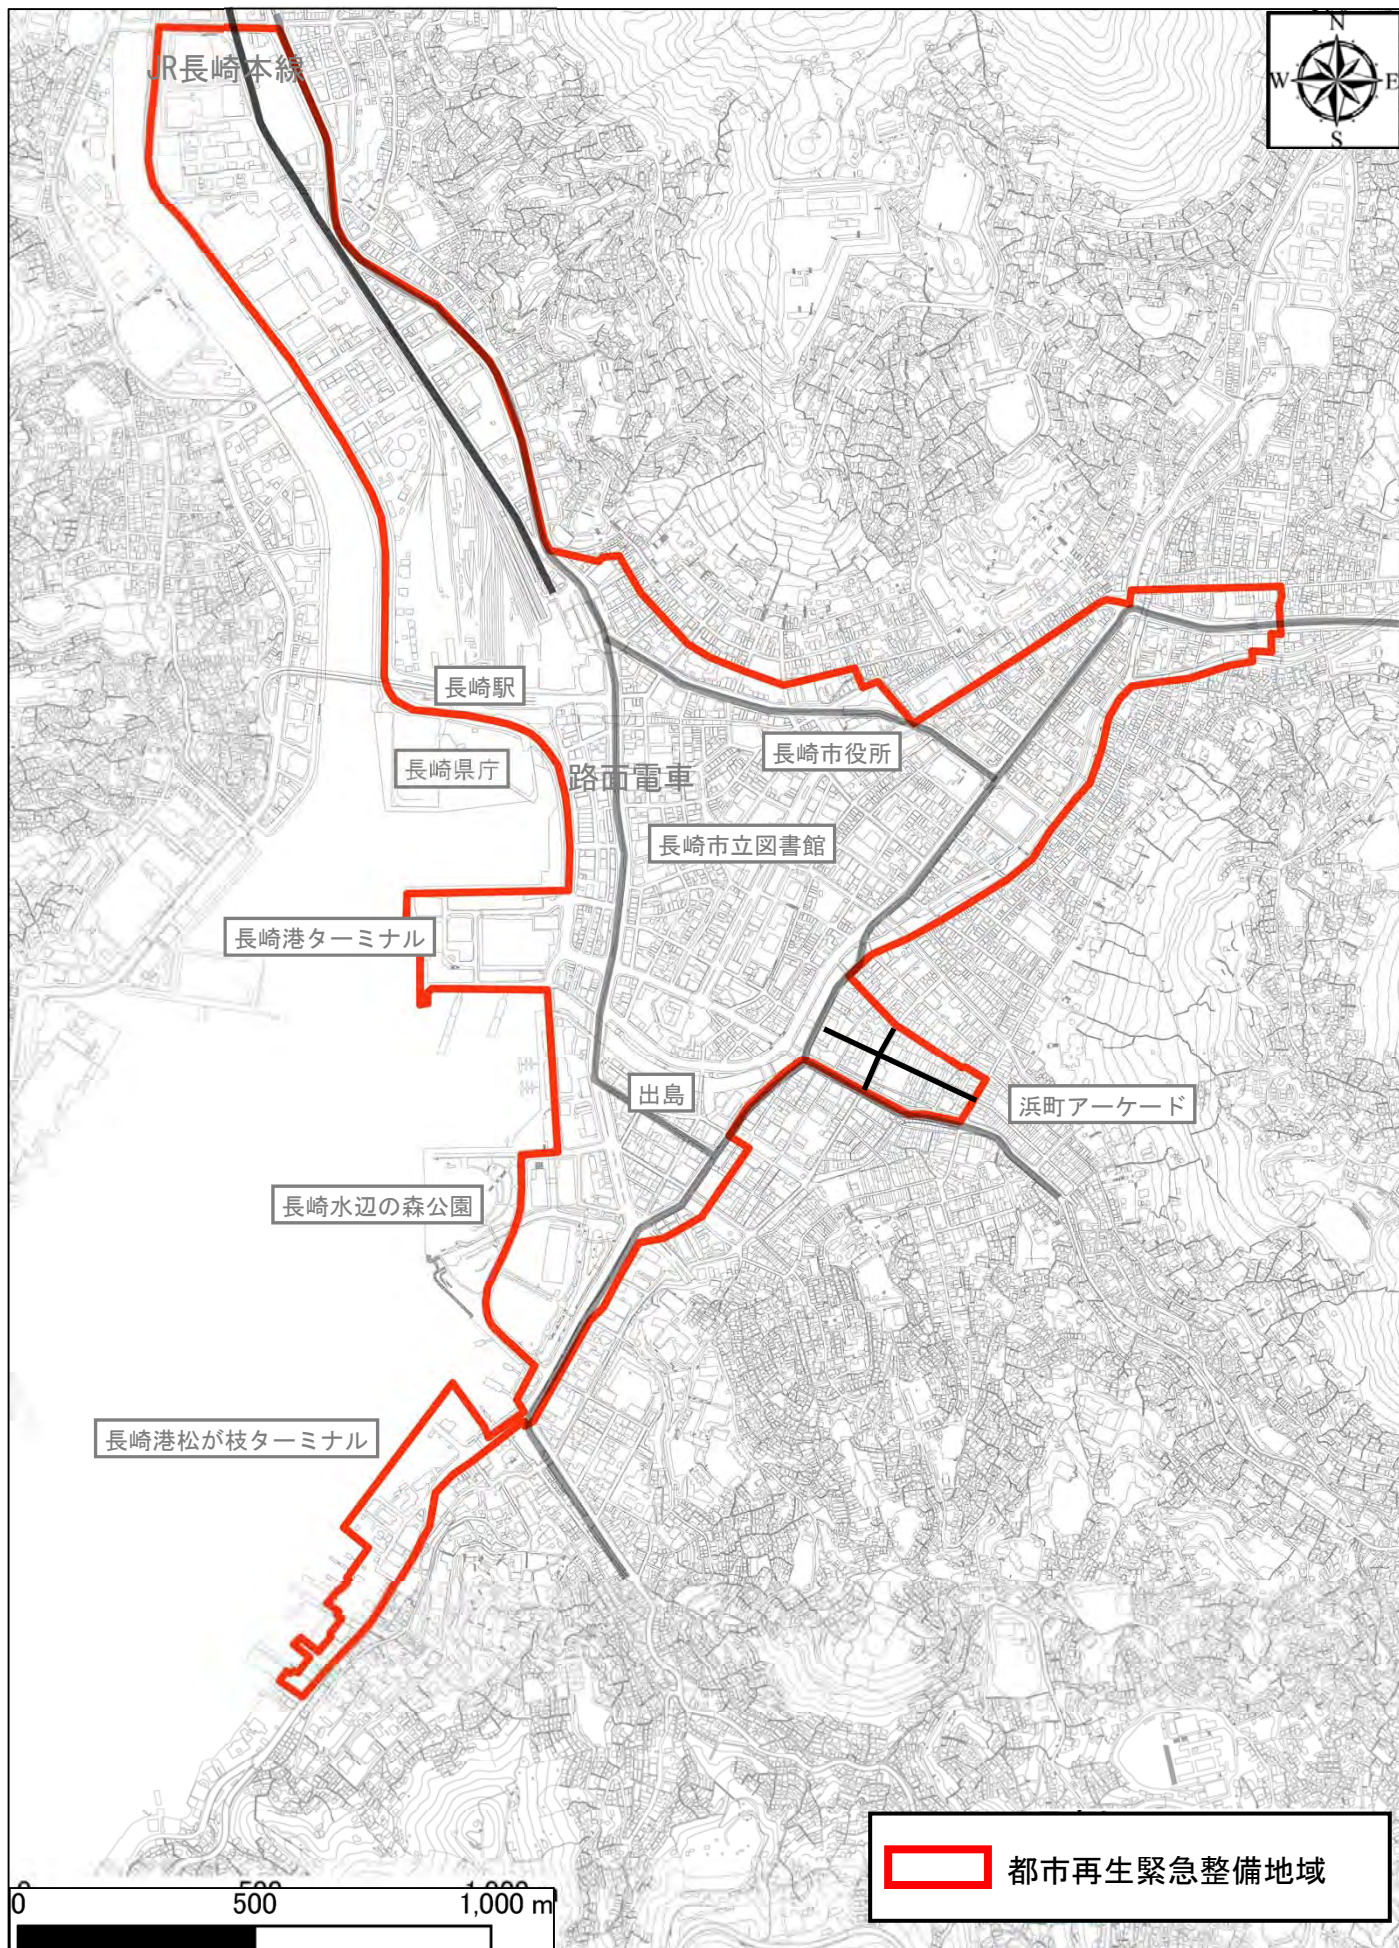 N
W
E
S
JR長崎本線
長崎駅
長崎県庁
長崎市役所
路面電車
長崎市立図書館
長崎港ターミナル
出島
浜町アーケード
長崎水辺の森公園
長崎港松が枝ターミナル
都市再生緊急整備地域
0 500 1,000 m